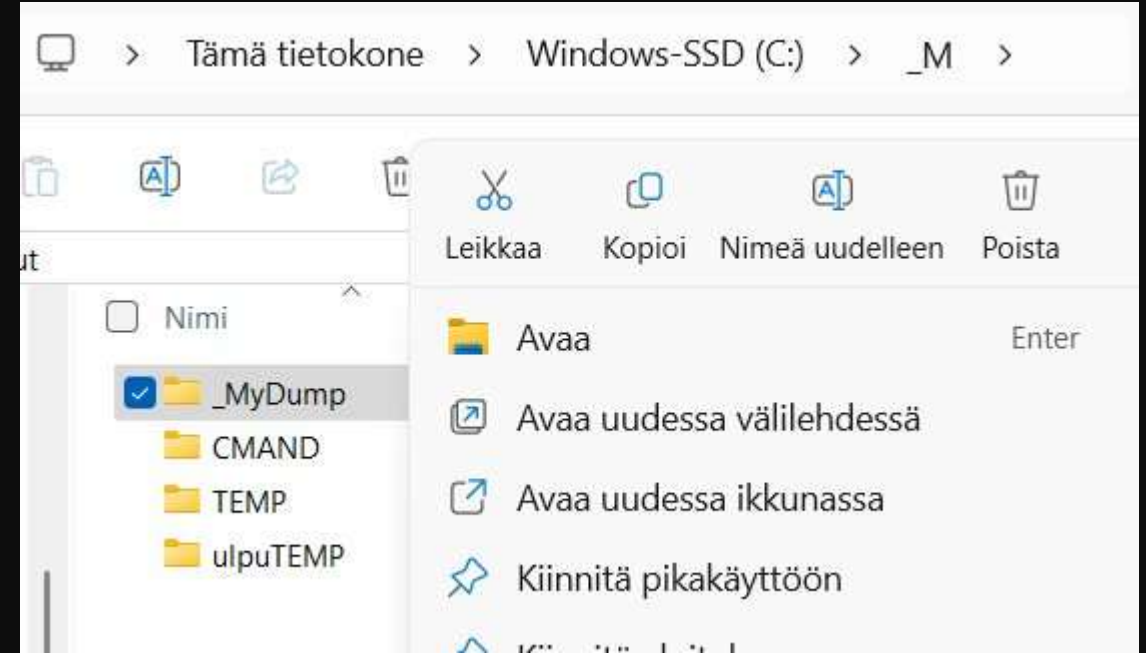 Tämä tietokone > Windows-SSD (C:) > _M >
Leikkaa Kopioi Nimeä uudelleen Poista
ut
Nimi
Avaa Enter
_MyDump
Avaa uudessa välilehdessä
CMAND
TEMP
Avaa uudessa ikkunassa
ulpuTEMP
Kiinnitä pikakäyttöön